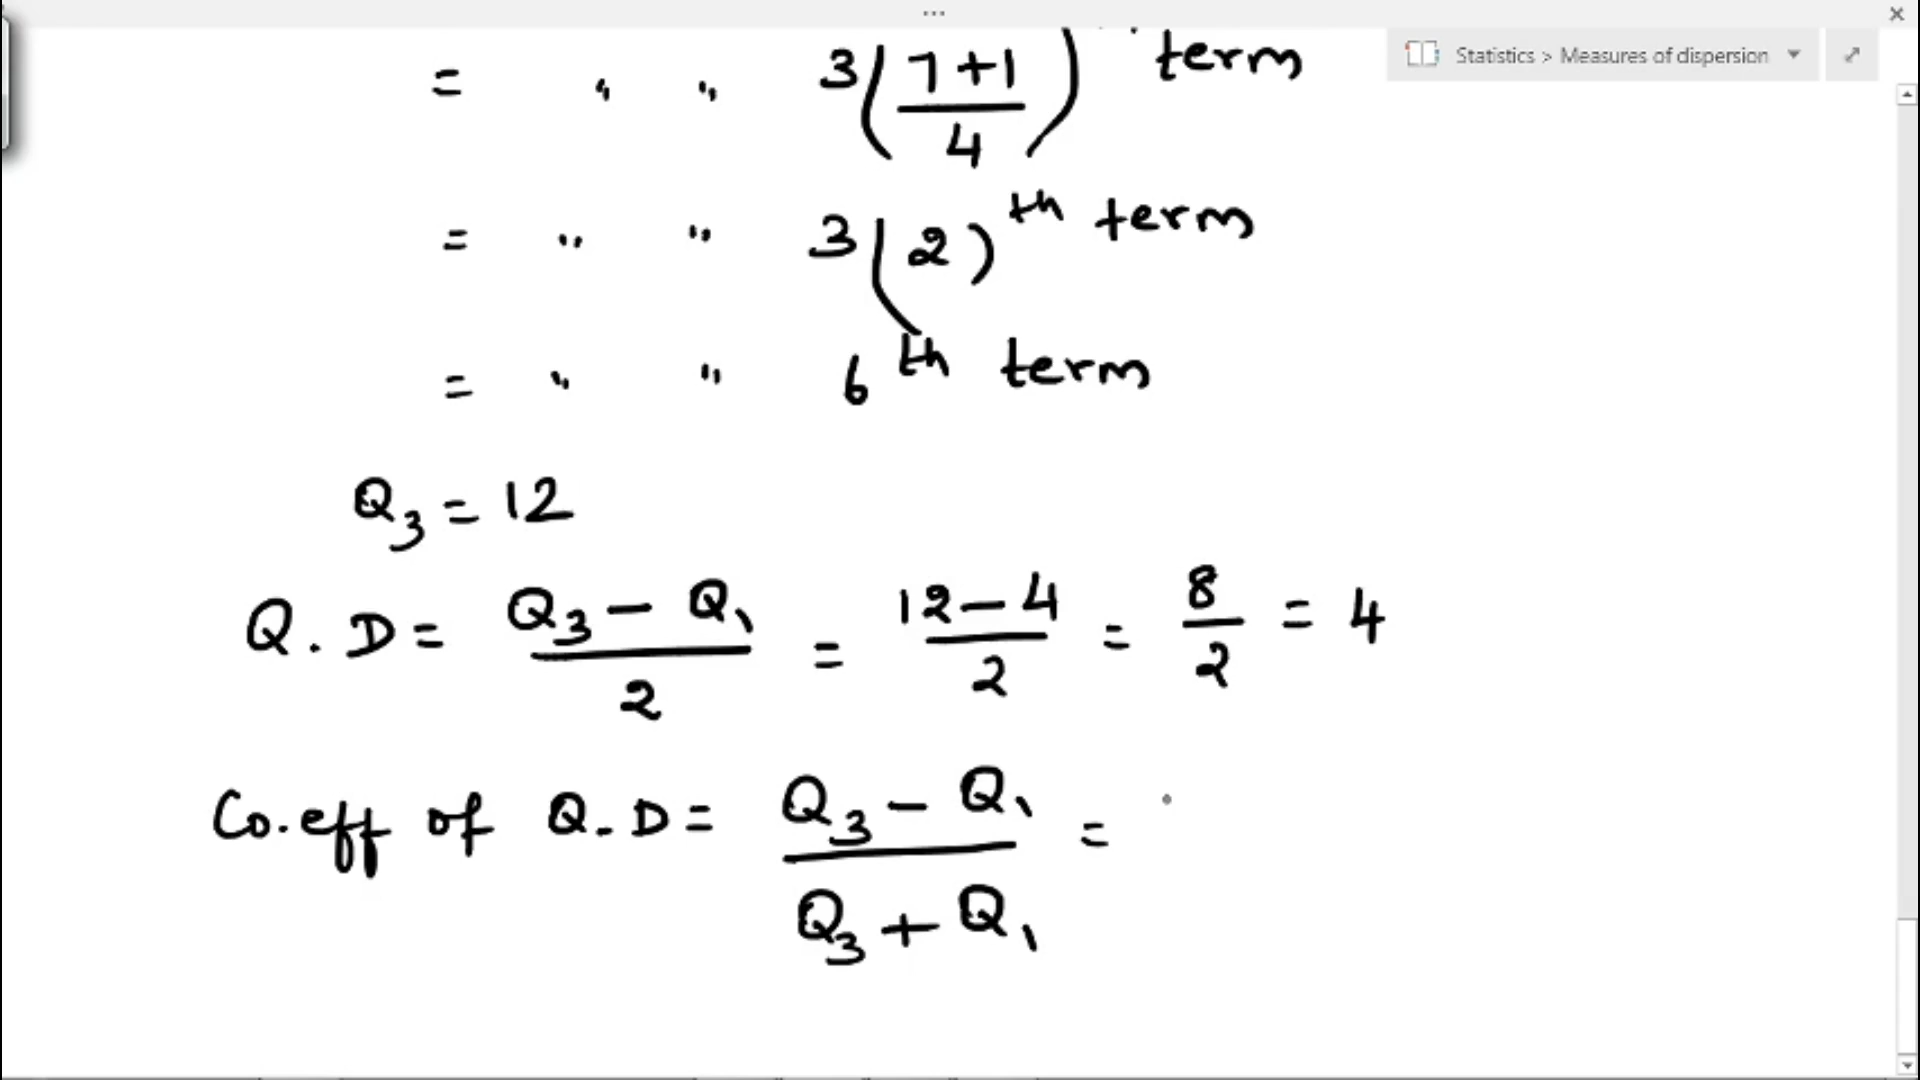 ...
Statistics > Measures of dispersion
= " " 3(7+1/4)th term
= " " 3(2)th term
= " " 6th term
Q3 = 12
Q.D = Q3 - Q1 / 2 = 12 - 4 / 2 = 8 / 2 = 4
Co.eff of Q.D = Q3 - Q1 / Q3 + Q1 =